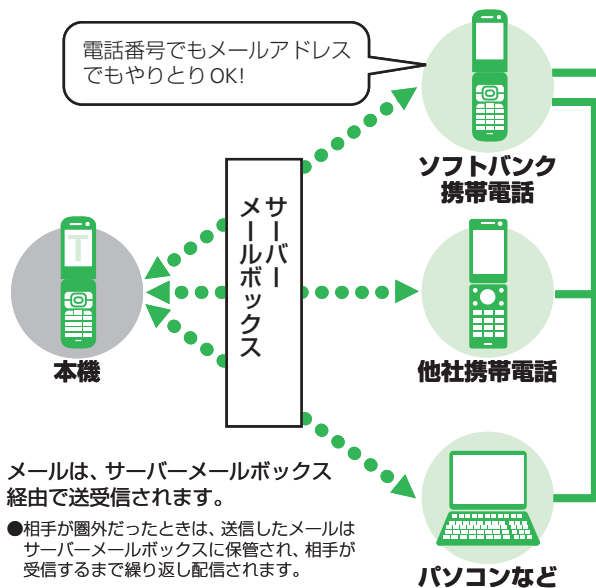 電話番号でもメールアドレス
でもやりとりOK!
ソフトバンク
携帯電話
サーバー
メールボックス
T
本機
他社携帯電話
メールは、サーバーメールボックス
経由で送受信されます。
●相手が圏外だったときは、送信したメールは
サーバーメールボックスに保管され、相手が
受信するまで繰り返し配信されます。
パソコンなど